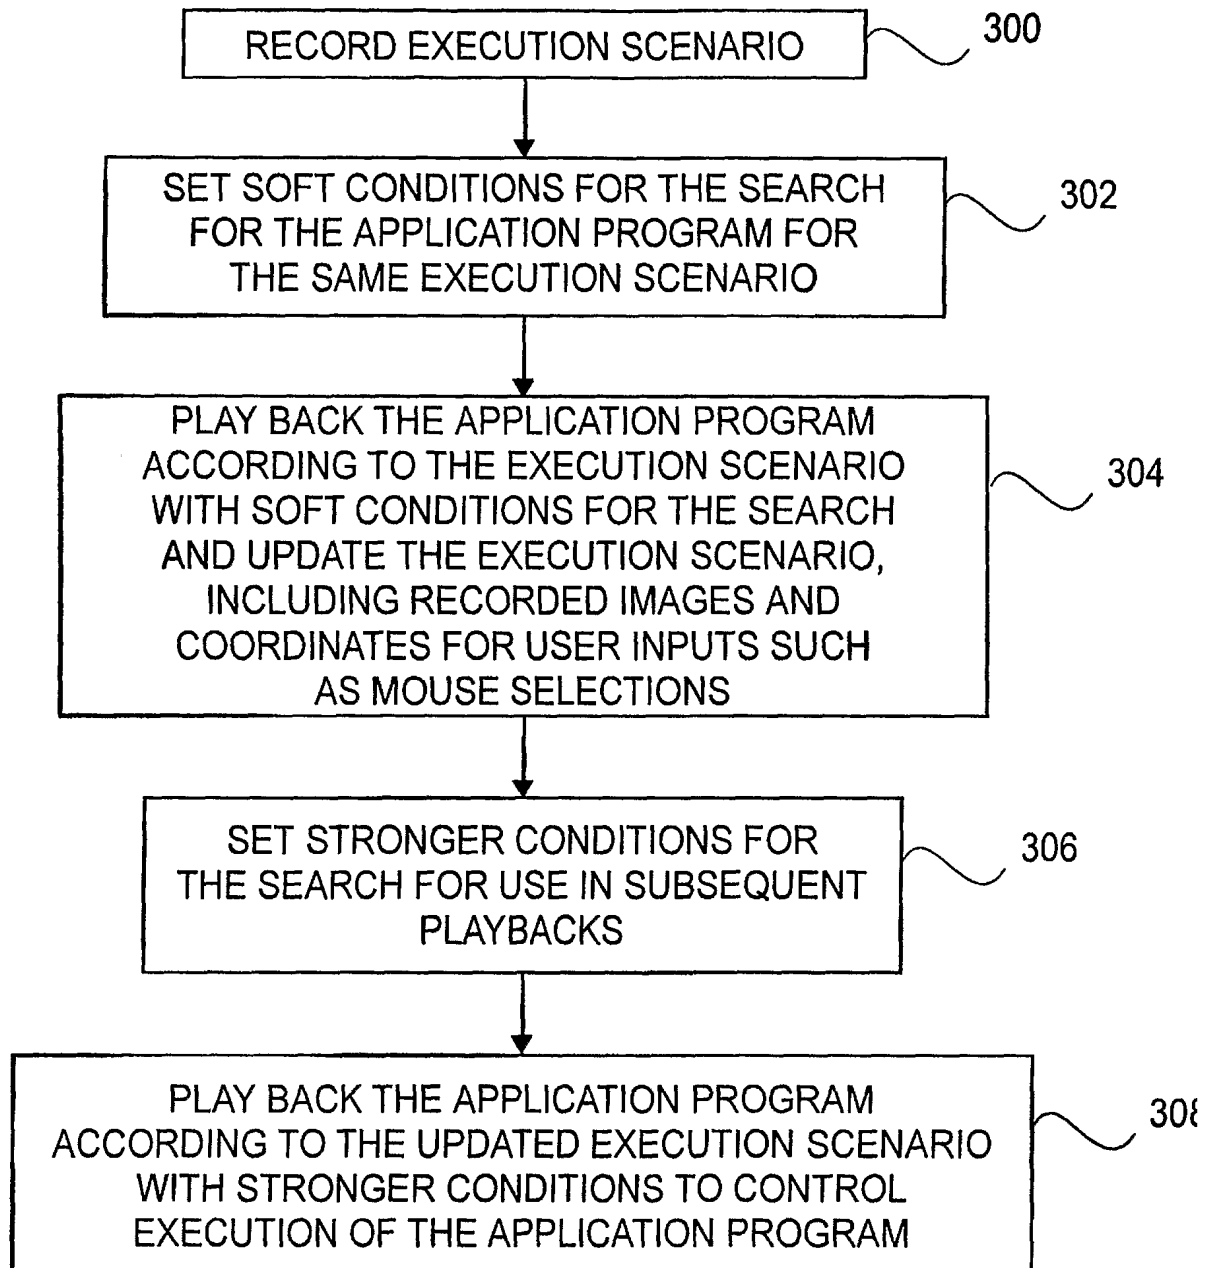 RECORD EXECUTION SCENARIO
300
SET SOFT CONDITIONS FOR THE SEARCH
FOR THE APPLICATION PROGRAM FOR
THE SAME EXECUTION SCENARIO
302
PLAY BACK THE APPLICATION PROGRAM
ACCORDING TO THE EXECUTION SCENARIO
WITH SOFT CONDITIONS FOR THE SEARCH
AND UPDATE THE EXECUTION SCENARIO,
INCLUDING RECORDED IMAGES AND
COORDINATES FOR USER INPUTS SUCH
AS MOUSE SELECTIONS
304
SET STRONGER CONDITIONS FOR
THE SEARCH FOR USE IN SUBSEQUENT
PLAYBACKS
306
PLAY BACK THE APPLICATION PROGRAM
ACCORDING TO THE UPDATED EXECUTION SCENARIO
WITH STRONGER CONDITIONS TO CONTROL
EXECUTION OF THE APPLICATION PROGRAM
308